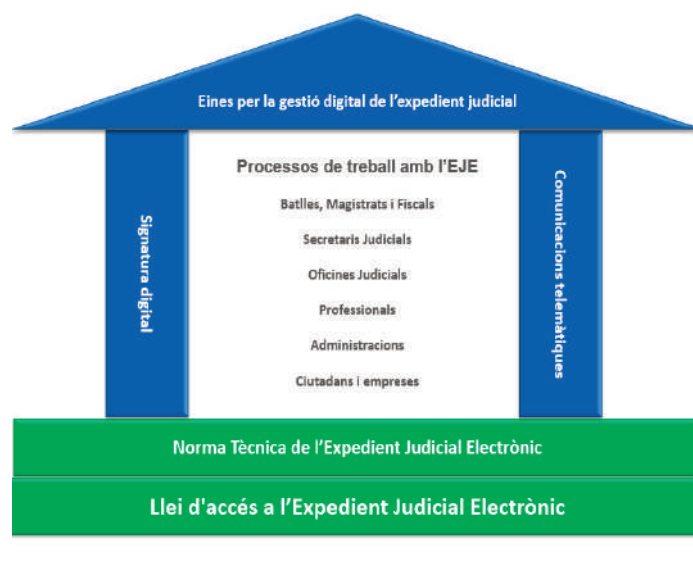 Eines per la gestió digital de l'expedient judicial
Processos de treball amb l'EJE
Batlles, Magistrats i Fiscals
Secretaris Judicials
Oficines Judicials
Professionals
Administracions
Ciutadans i empreses
Signatura digital
Comunicacions telemàtiques
Norma Tècnica de l'Expedient Judicial Electrònic
Llei d'accés a l'Expedient Judicial Electrònic